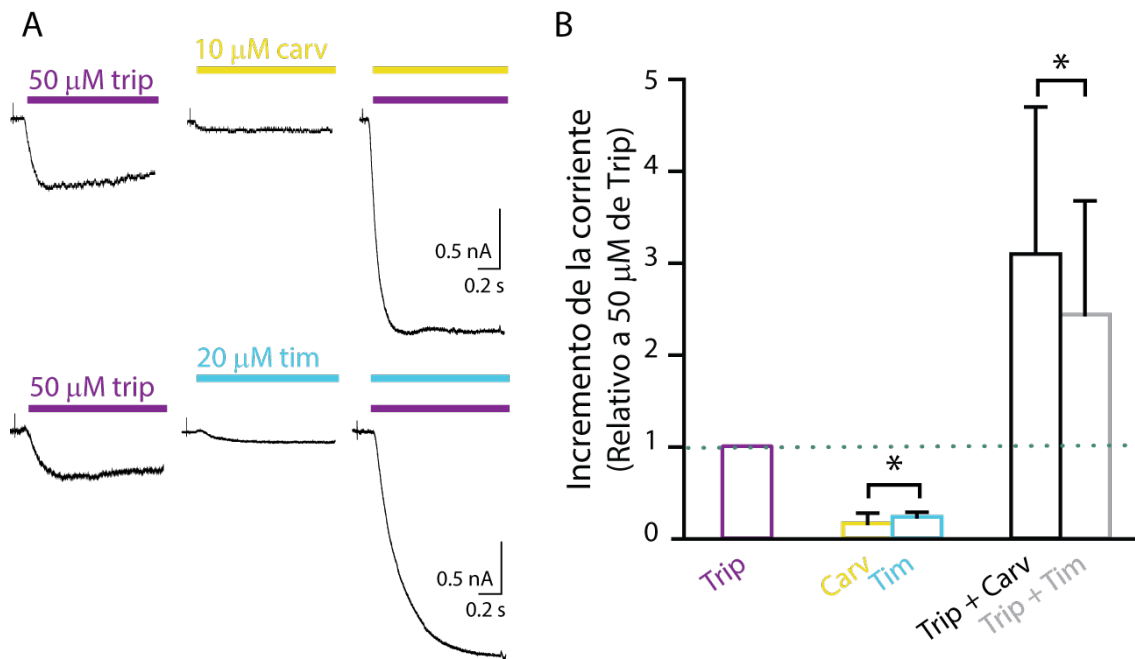 A
10 μM carv
50 μM trip
0.5 nA
0.2 s
20 μM tim
50 μM trip
0.5 nA
0.2 s
B
Incremento de la corriente
(Relativo a 50 μM de Trip)
5
4
3
2
1
0
*
*
Trip
Carv
Tim
Trip + Carv
Trip + Tim